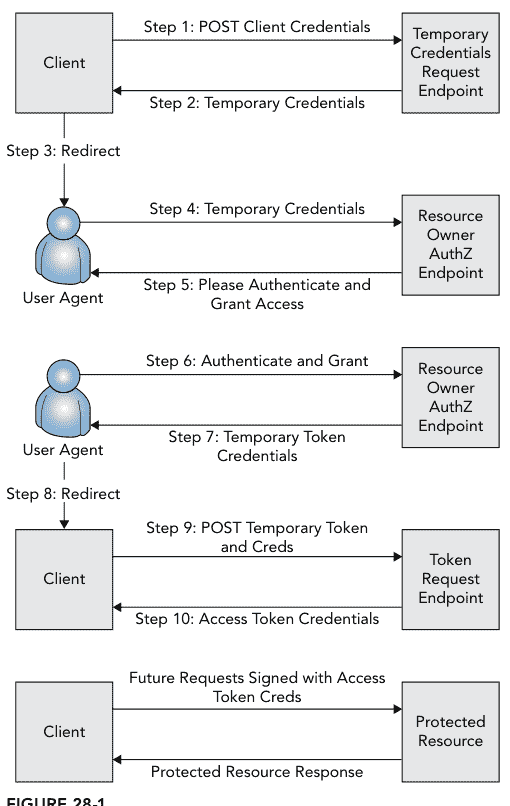 Step 1: POST Client Credentials
Client
Temporary
Credentials
Request
Endpoint
Step 2: Temporary Credentials
Step 3: Redirect
Step 4: Temporary Credentials
Resource
Owner
AuthZ
Endpoint
User Agent
Step 5: Please Authenticate and
Grant Access
Step 6: Authenticate and Grant
Resource
Owner
AuthZ
Endpoint
User Agent
Step 7: Temporary Token
Credentials
Step 8: Redirect
Step 9: POST Temporary Token
and Creds
Client
Token
Request
Endpoint
Step 10: Access Token Credentials
Future Requests Signed with Access
Token Creds
Client
Protected
Resource
Protected Resource Response
FIGURE 28-1